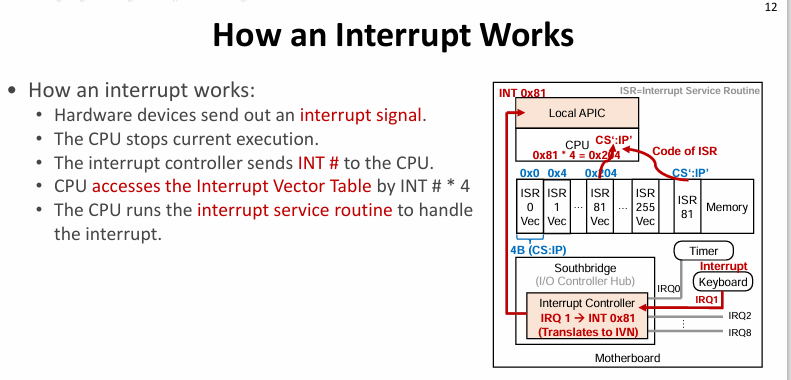 12
How an Interrupt Works
• How an interrupt works:
• Hardware devices send out an interrupt signal.
• The CPU stops current execution.
• The interrupt controller sends INT # to the CPU.
• CPU accesses the Interrupt Vector Table by INT # * 4
• The CPU runs the interrupt service routine to handle
the interrupt.
INT 0x81
ISR=Interrupt Service Routine
Local APIC
CPU
CS':IP'
0x81 * 4 = 0x204
Code of ISR
0x0 0x4 0x204
CS':IP'
ISR
0
Vec
ISR
1
Vec
...
ISR
81
Vec
...
ISR
255
Vec
ISR
81
Memory
4B (CS:IP)
Southbridge
(I/O Controller Hub)
Timer
Interrupt
Keyboard
IRQ0
IRQ1
Interrupt Controller
IRQ 1 → INT 0x81
(Translates to IVN)
IRQ2
...
IRQ8
Motherboard